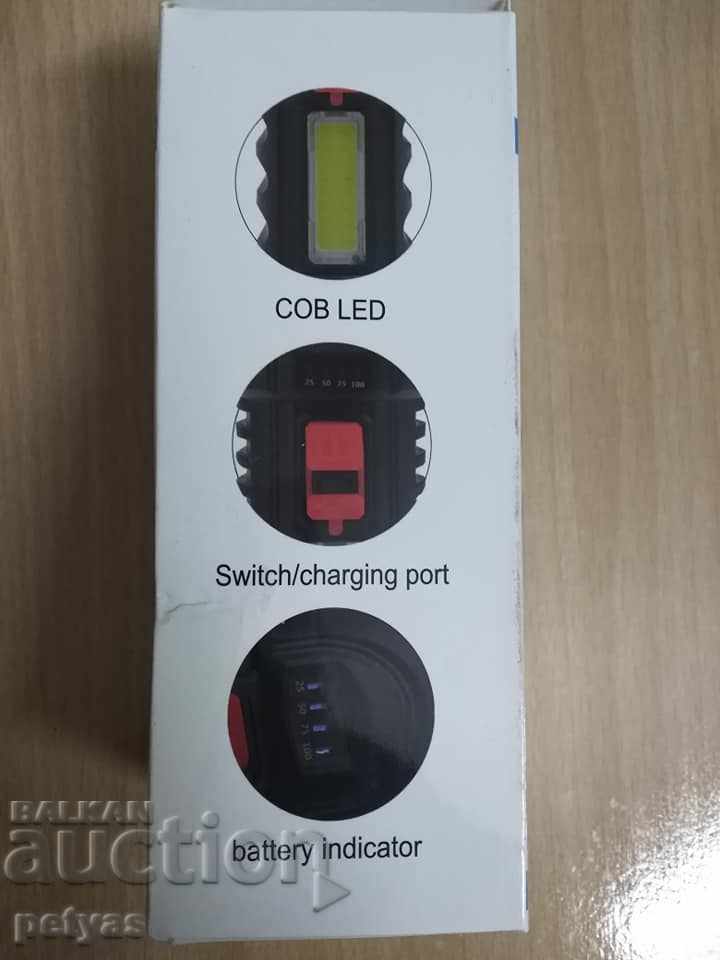 COB LED
25 50 75 100
Switch/charging port
25 50 75 100
battery indicator
BALKAN
auction
petyas